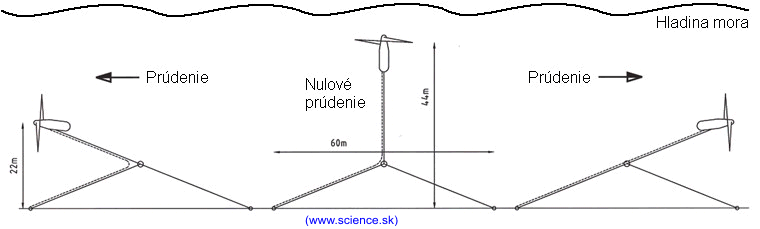 Hladina mora
Prúdenie
Nulové
prúdenie
Prúdenie
22m
60m
44m
(www.science.sk)